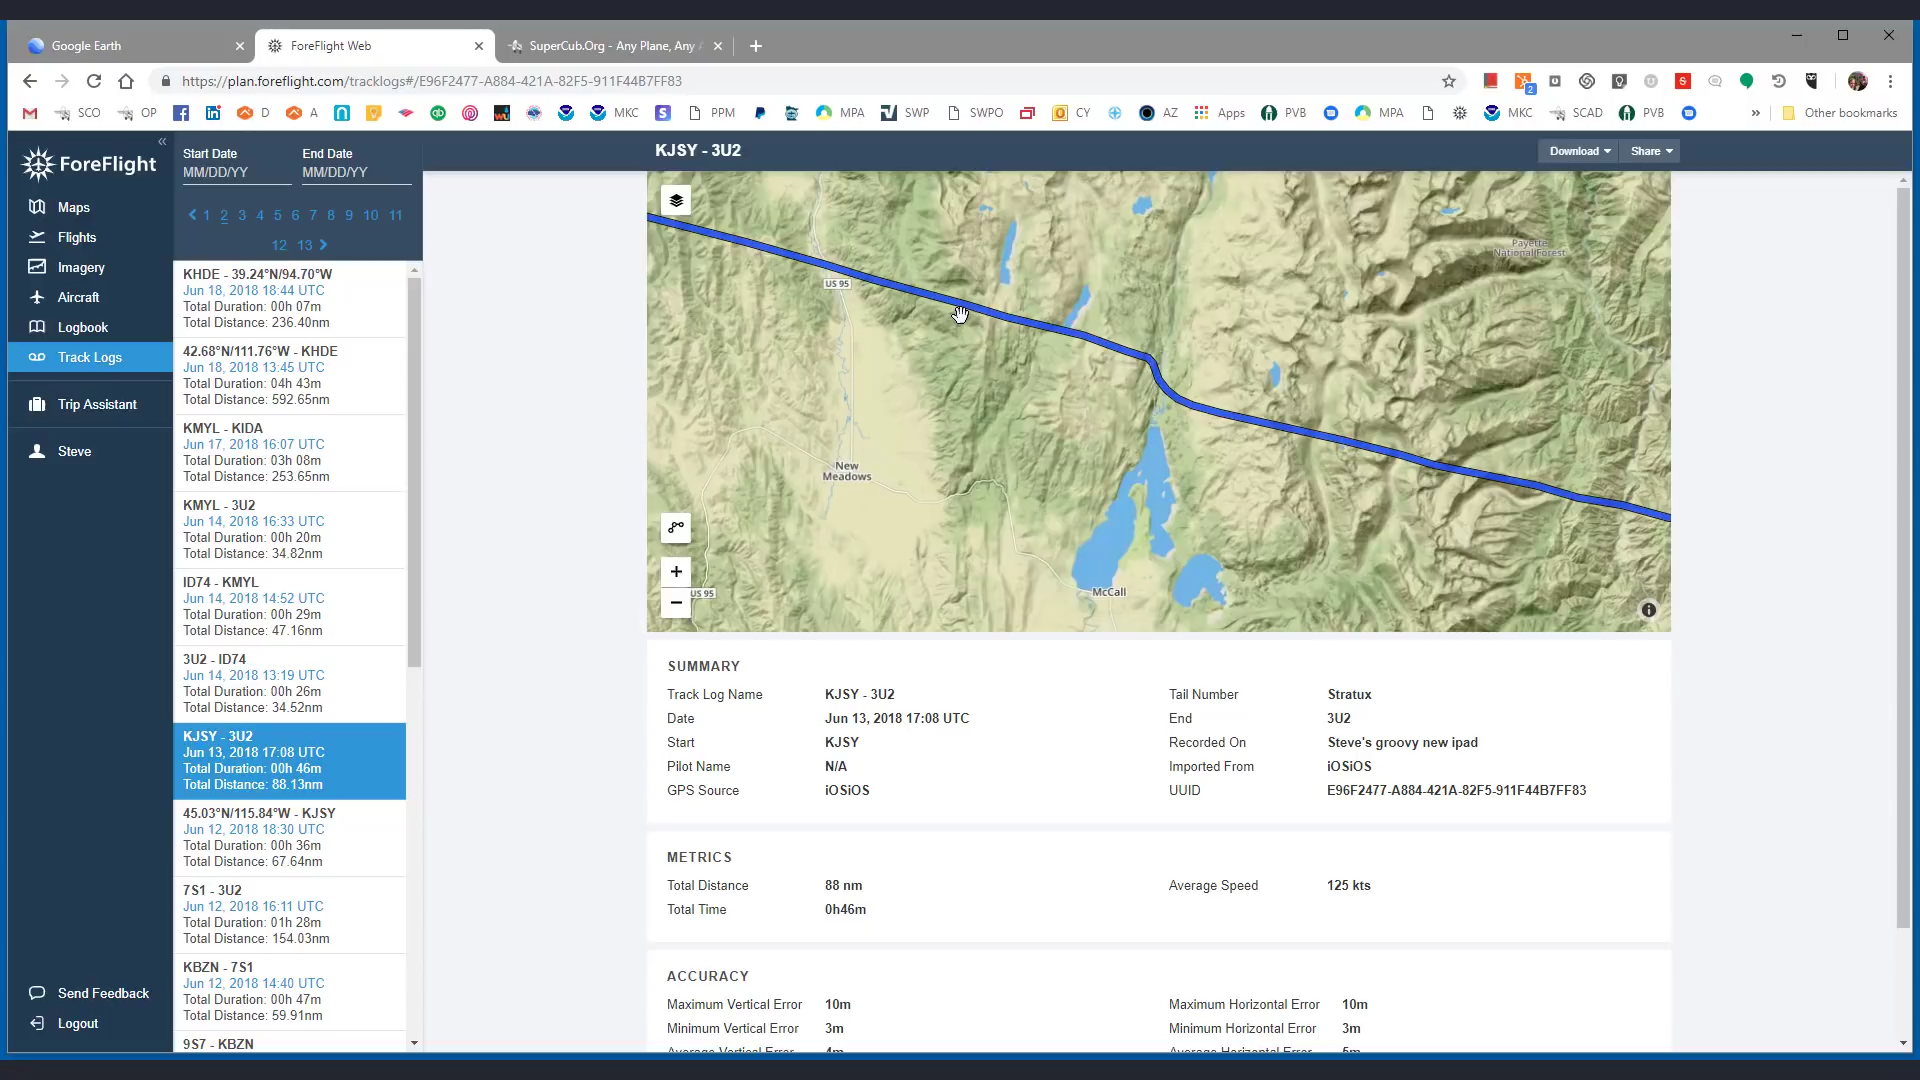 Google Earth
ForeFlight Web
SuperCub.Org - Any Plane, Any
https://plan.foreflight.com/tracklogs#/E96F2477-A884-421A-82F5-911F44B7FF83
2
SCO OP D A MKC PPM MPA SWP SWPO CY AZ Apps PVB MPA MKC SCAD PVB » Other bookmarks
ForeFlight
Maps
Flights
Imagery
Aircraft
Logbook
Track Logs
Trip Assistant
Steve
Send Feedback
Logout
Start Date End Date
MM/DD/YY MM/DD/YY
1 2 3 4 5 6 7 8 9 10 11
12 13
KHDE - 39.24°N/94.70°W
Jun 18, 2018 18:44 UTC
Total Duration: 00h 07m
Total Distance: 236.40nm
42.68°N/111.76°W - KHDE
Jun 18, 2018 13:45 UTC
Total Duration: 04h 43m
Total Distance: 592.65nm
KMYL - KIDA
Jun 17, 2018 16:07 UTC
Total Duration: 03h 08m
Total Distance: 253.65nm
KMYL - 3U2
Jun 14, 2018 16:33 UTC
Total Duration: 00h 20m
Total Distance: 34.82nm
ID74 - KMYL
Jun 14, 2018 14:52 UTC
Total Duration: 00h 29m
Total Distance: 47.16nm
3U2 - ID74
Jun 14, 2018 13:19 UTC
Total Duration: 00h 26m
Total Distance: 34.52nm
KJSY - 3U2
Jun 13, 2018 17:08 UTC
Total Duration: 00h 46m
Total Distance: 88.13nm
45.03°N/115.84°W - KJSY
Jun 12, 2018 18:30 UTC
Total Duration: 00h 36m
Total Distance: 67.64nm
7S1 - 3U2
Jun 12, 2018 16:11 UTC
Total Duration: 01h 28m
Total Distance: 154.03nm
KBZN - 7S1
Jun 12, 2018 14:40 UTC
Total Duration: 00h 47m
Total Distance: 59.91nm
9S7 - KBZN
KJSY - 3U2
Download Share
Payette
National Forest
US 95
New
Meadows
US 95
McCall
SUMMARY
Track Log Name KJSY - 3U2 Tail Number Stratux
Date Jun 13, 2018 17:08 UTC End 3U2
Start KJSY Recorded On Steve's groovy new ipad
Pilot Name N/A Imported From iOSiOS
GPS Source iOSiOS UUID E96F2477-A884-421A-82F5-911F44B7FF83
METRICS
Total Distance 88 nm Average Speed 125 kts
Total Time 0h46m
ACCURACY
Maximum Vertical Error 10m Maximum Horizontal Error 10m
Minimum Vertical Error 3m Minimum Horizontal Error 3m
Average Vertical Error 4m Average Horizontal Error 5m